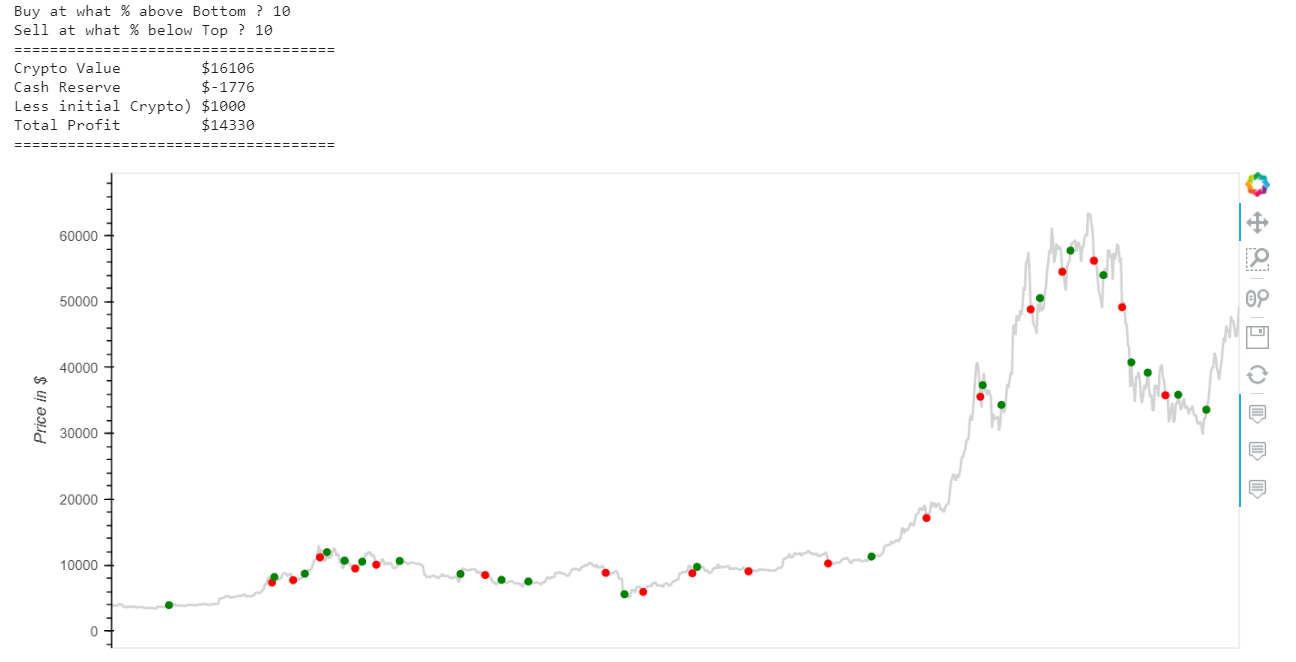 Buy at what % above Bottom ? 10
Sell at what % below Top ? 10
====================================
Crypto Value $16106
Cash Reserve $-1776
Less initial Crypto) $1000
Total Profit $14330
====================================
60000
50000
40000
30000
20000
10000
0
Price in $